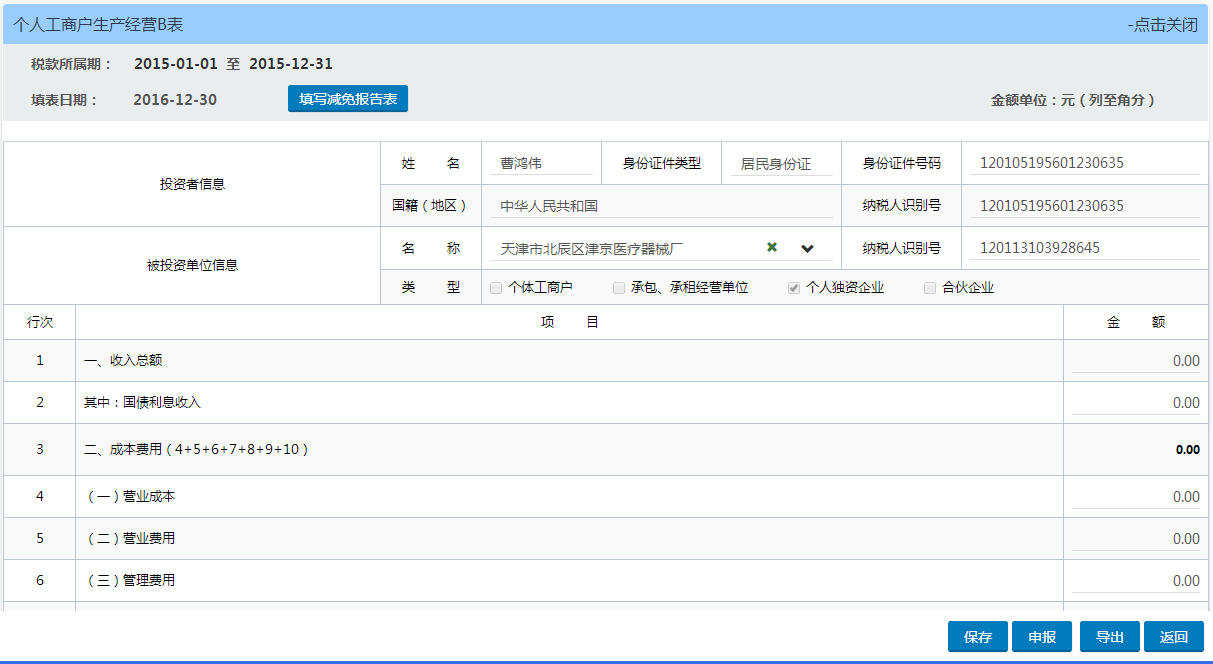 个人工商户生产经营B表 -点击关闭
税款所属期： 2015-01-01 至 2015-12-31
填表日期： 2016-12-30 填写减免报告表 金额单位：元（列至角分）
投资者信息 姓 名 曹鸿伟 身份证件类型 居民身份证 身份证件号码 120105195601230635
国籍（地区） 中华人民共和国 纳税人识别号 120105195601230635
被投资单位信息 名 称 天津市北辰区津京医疗器械厂 纳税人识别号 120113103928645
类 型 个体工商户 承包、承租经营单位 个人独资企业 合伙企业
行次 项 目 金 额
1 一、收入总额 0.00
2 其中：国债利息收入 0.00
3 二、成本费用（4+5+6+7+8+9+10） 0.00
4 （一）营业成本 0.00
5 （二）营业费用 0.00
6 （三）管理费用 0.00
保存 申报 导出 返回